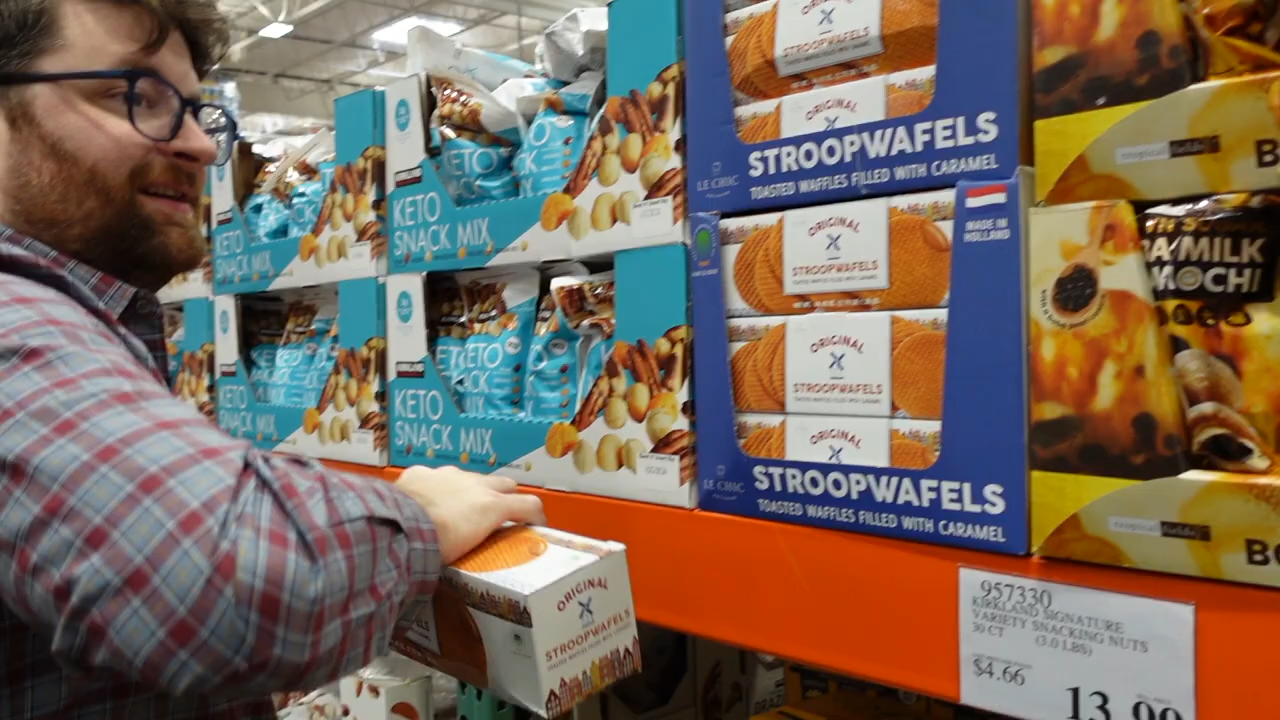 ORIGINAL
STROOPWAFELS
ORIGINAL
STROOPWAFELS
LE CHIC
TOASTED WAFFLES FILLED WITH CARAMEL
KETO
SNACK MIX
KETO
SNACK MIX
KETO
ORIGINAL
STROOPWAFELS
MADE IN
HOLLAND
MILK
MOCHI
KETO
SNACK MIX
KETO
SNACK MIX
KETO
ORIGINAL
STROOPWAFELS
ORIGINAL
LE CHIC
STROOPWAFELS
TOASTED WAFFLES FILLED WITH CARAMEL
ORIGINAL
STROOPWAFELS
957330
KIRKLAND SIGNATURE
VARIETY SNACKING NUTS
30 CT (3.0 LBS)
$4.66
13.99